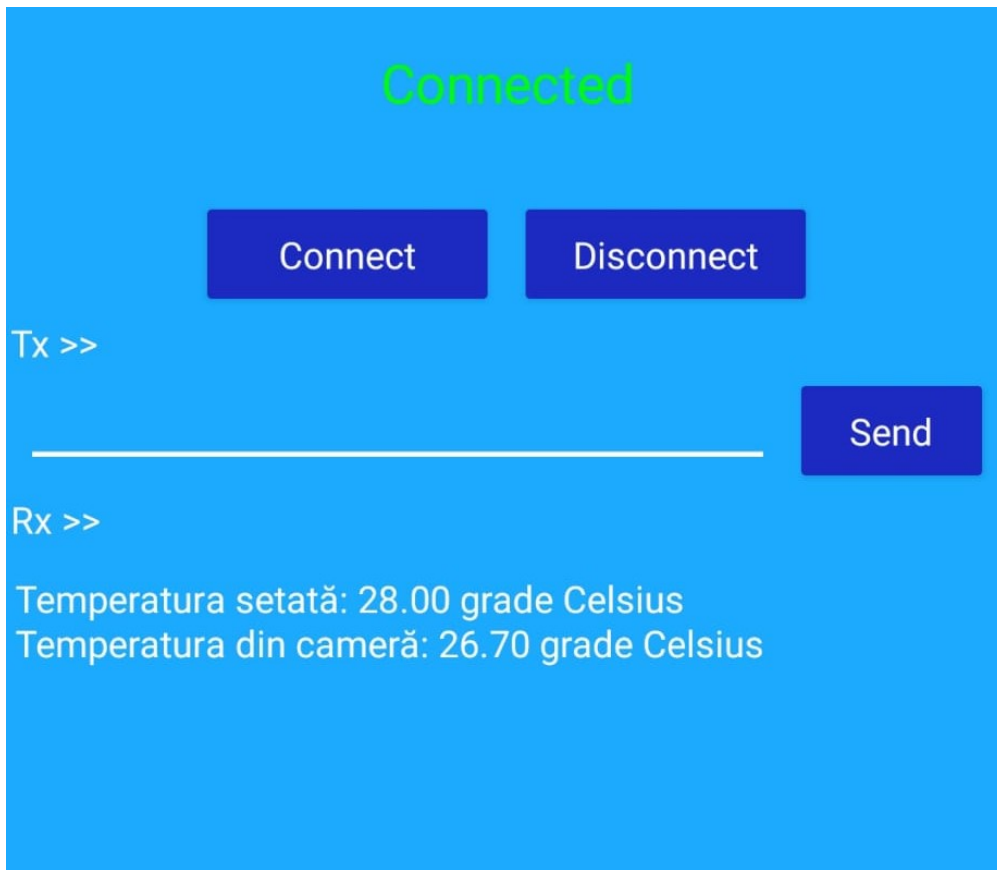 Connected
Connect Disconnect
Tx >>
Send
Rx >>
Temperatura setată: 28.00 grade Celsius
Temperatura din cameră: 26.70 grade Celsius